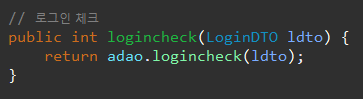 // 로그인 체크
public int logincheck(LoginDTO ldto) {
    return adao.logincheck(ldto);
}